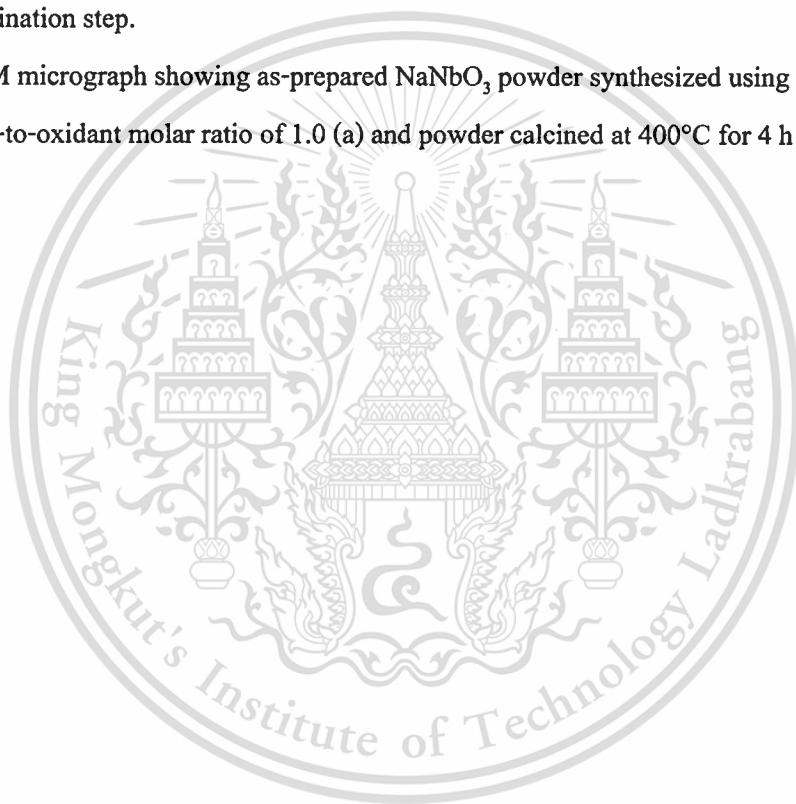 ination step.
M micrograph showing as-prepared NaNbO₃ powder synthesized using
-to-oxidant molar ratio of 1.0 (a) and powder calcined at 400°C for 4 h
King Mongkut's Institute of Technology Ladkrabang